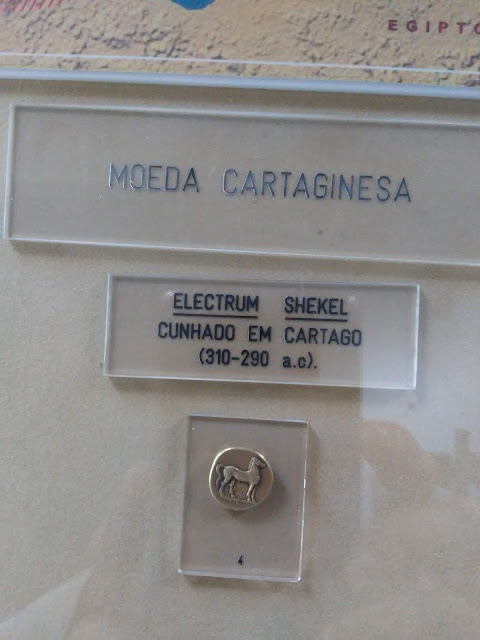 EGIPTO
MOEDA CARTAGINESA
ELECTRUM SHEKEL
CUNHADO EM CARTAGO
(310-290 a.c).
4